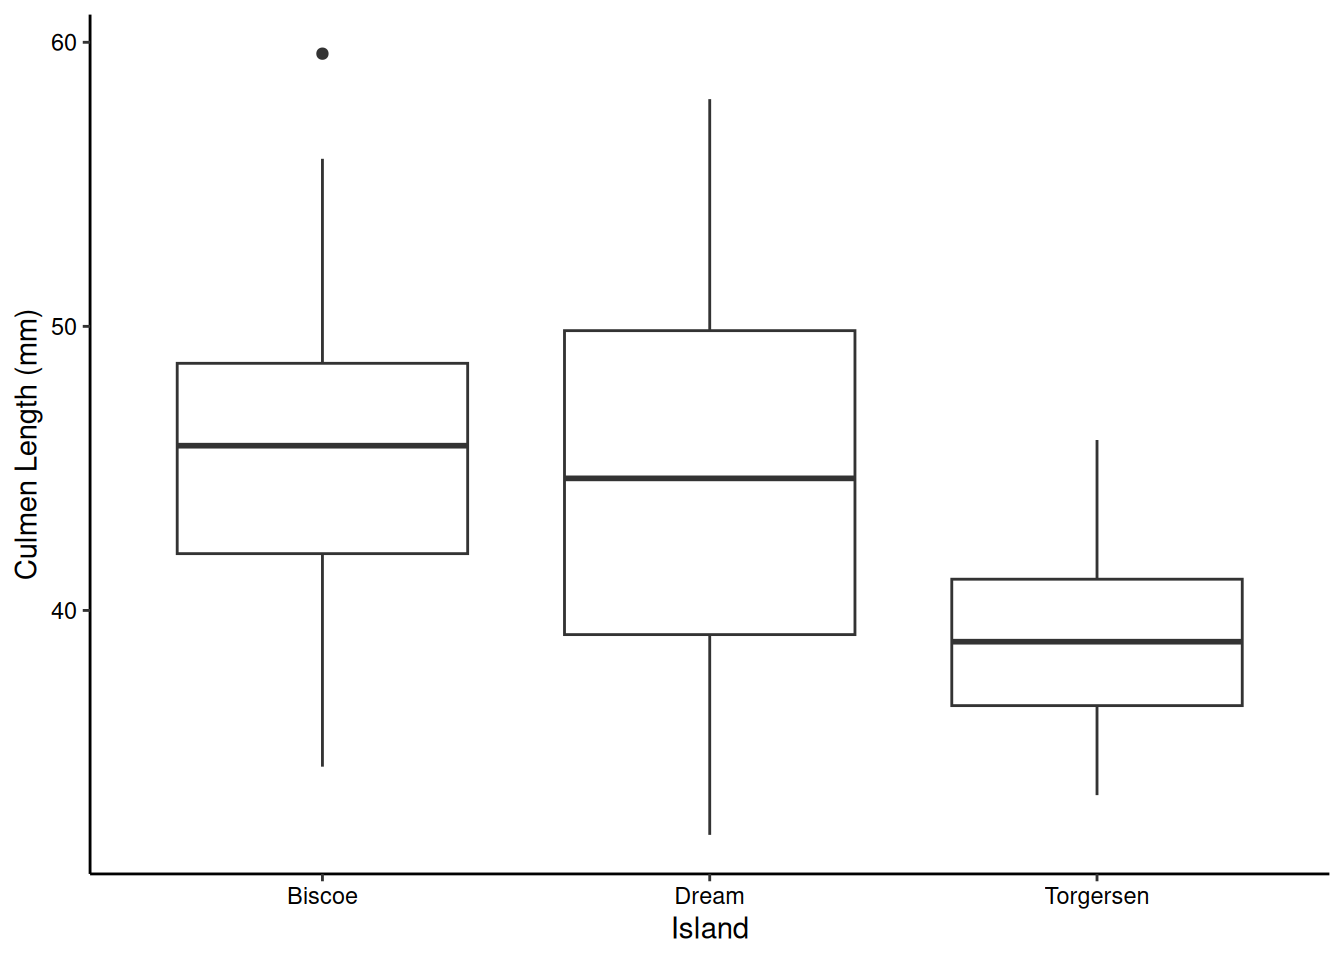 60
50
40
Culmen Length (mm)
Biscoe
Dream
Torgersen
Island